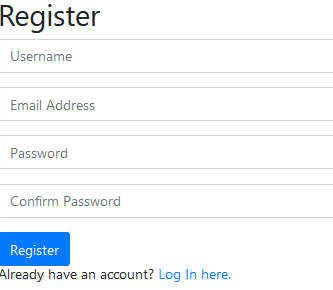 Register
Username
Email Address
Password
Confirm Password
Register
Already have an account? Log In here.